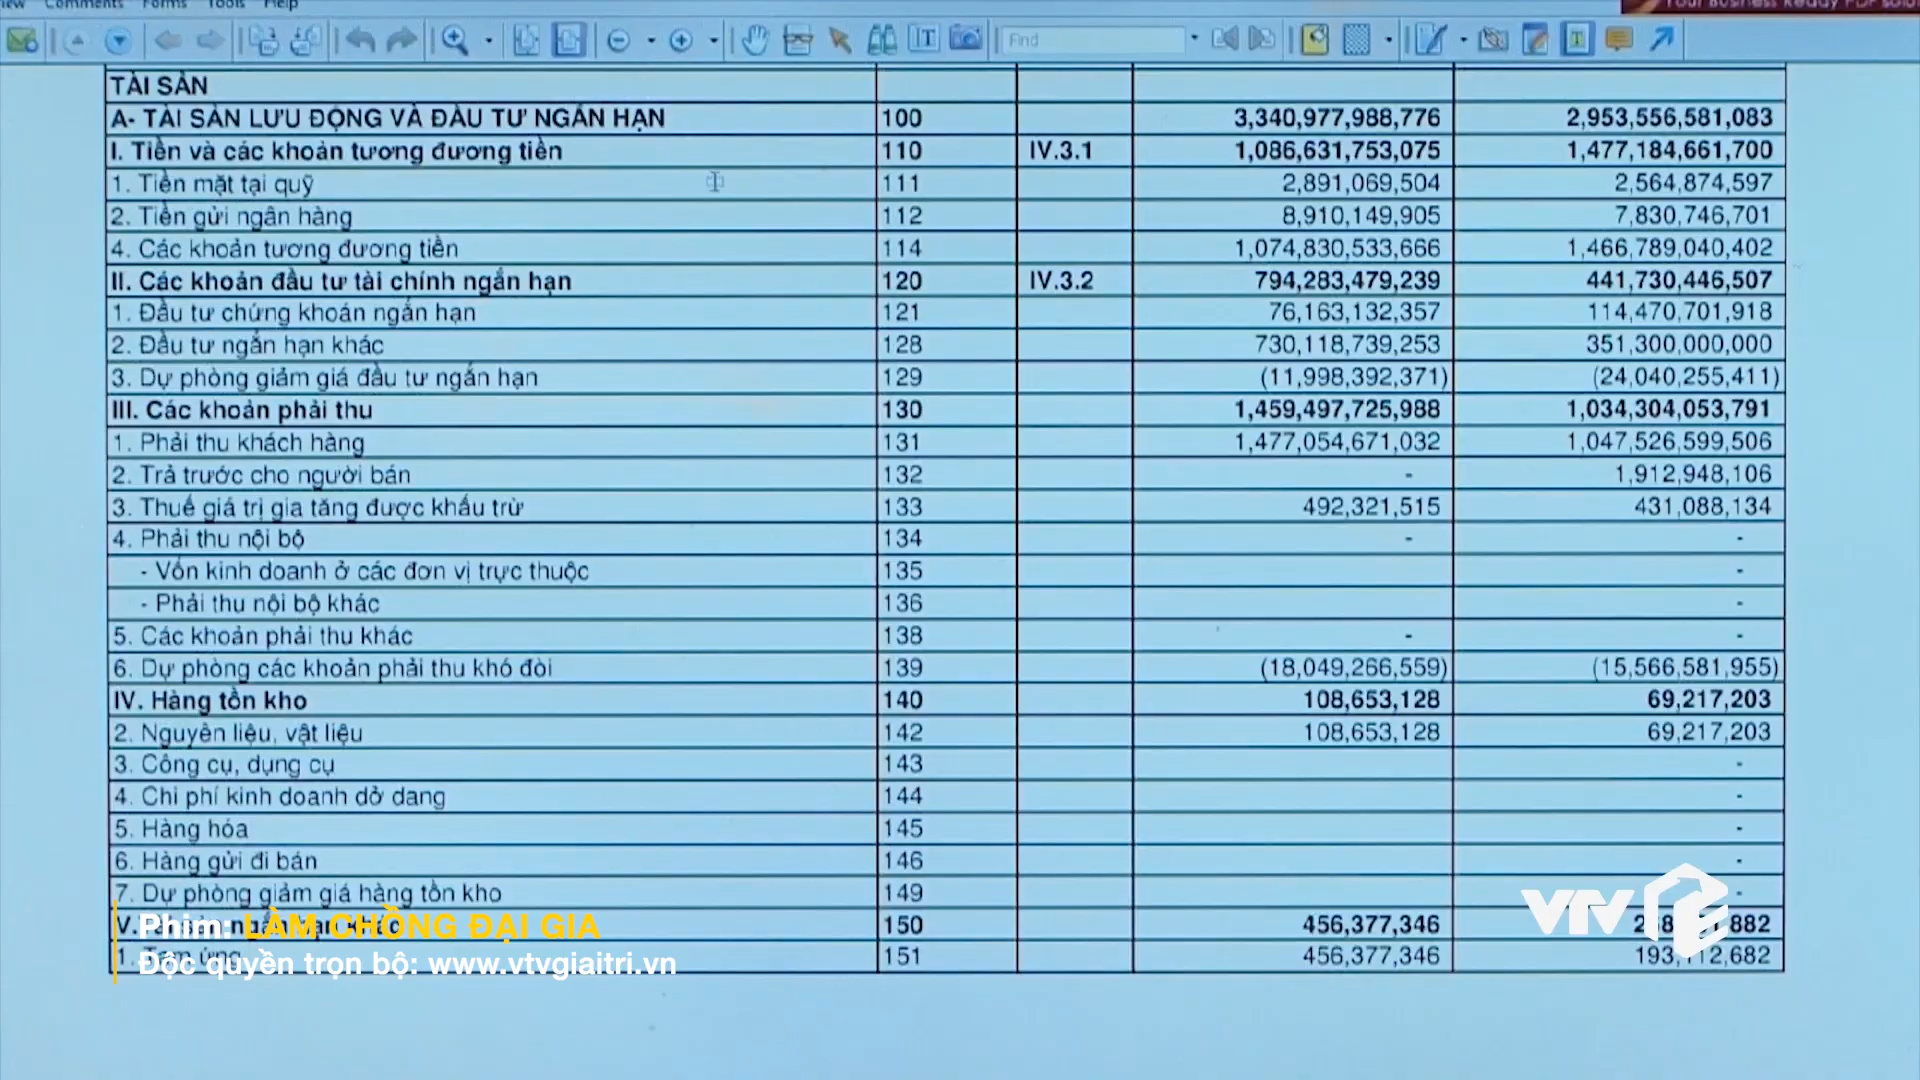 Comments Forms Tools Help
Your Business Ready PDF
Find
TÀI SẢN
A- TÀI SẢN LƯU ĐỘNG VÀ ĐẦU TƯ NGẮN HẠN 100 3,340,977,988,776 2,953,556,581,083
I. Tiền và các khoản tương đương tiền 110 IV.3.1 1,086,631,753,075 1,477,184,661,700
1. Tiền mặt tại quỹ 111 2,891,069,504 2,564,874,597
2. Tiền gửi ngân hàng 112 8,910,149,905 7,830,746,701
4. Các khoản tương đương tiền 114 1,074,830,533,666 1,466,789,040,402
II. Các khoản đầu tư tài chính ngắn hạn 120 IV.3.2 794,283,479,239 441,730,446,507
1. Đầu tư chứng khoán ngắn hạn 121 76,163,132,357 114,470,701,918
2. Đầu tư ngắn hạn khác 128 730,118,739,253 351,300,000,000
3. Dự phòng giảm giá đầu tư ngắn hạn 129 (11,998,392,371) (24,040,255,411)
III. Các khoản phải thu 130 1,459,497,725,988 1,034,304,053,791
1. Phải thu khách hàng 131 1,477,054,671,032 1,047,526,599,506
2. Trả trước cho người bán 132 - 1,912,948,106
3. Thuế giá trị gia tăng được khấu trừ 133 492,321,515 431,088,134
4. Phải thu nội bộ 134 - -
- Vốn kinh doanh ở các đơn vị trực thuộc 135 -
- Phải thu nội bộ khác 136 -
5. Các khoản phải thu khác 138 - -
6. Dự phòng các khoản phải thu khó đòi 139 (18,049,266,559) (15,566,581,955)
IV. Hàng tồn kho 140 108,653,128 69,217,203
2. Nguyên liệu, vật liệu 142 108,653,128 69,217,203
3. Công cụ, dụng cụ 143 -
4. Chi phí kinh doanh dở dang 144 -
5. Hàng hóa 145 -
6. Hàng gửi đi bán 146 -
7. Dự phòng giảm giá hàng tồn kho 149 -
V. 150 456,377,346
1. 151 456,377,346
Phim: LÀM CHỒNG ĐẠI GIA
Độc quyền trọn bộ: www.vtvgiaitri.vn
VTV